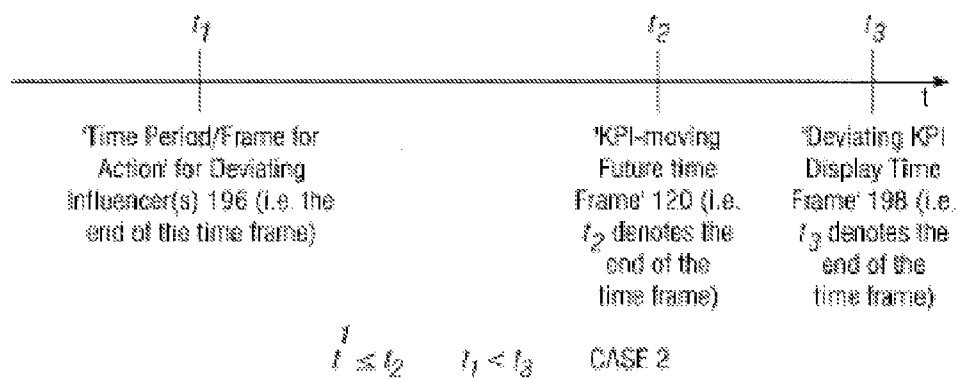 t1 t2 t3
t
'Time Period/Frame for
Action' for Deviating
Influencer(s) 196 (i.e. the
end of the time frame)
'KPI-moving
Future time
Frame' 120 (i.e.
t2 denotes the
end of the
time frame)
'Deviating KPI
Display Time
Frame' 198 (i.e.
t3 denotes the
end of the
time frame)
t1 ≤ t2 t1 < t3 CASE 2